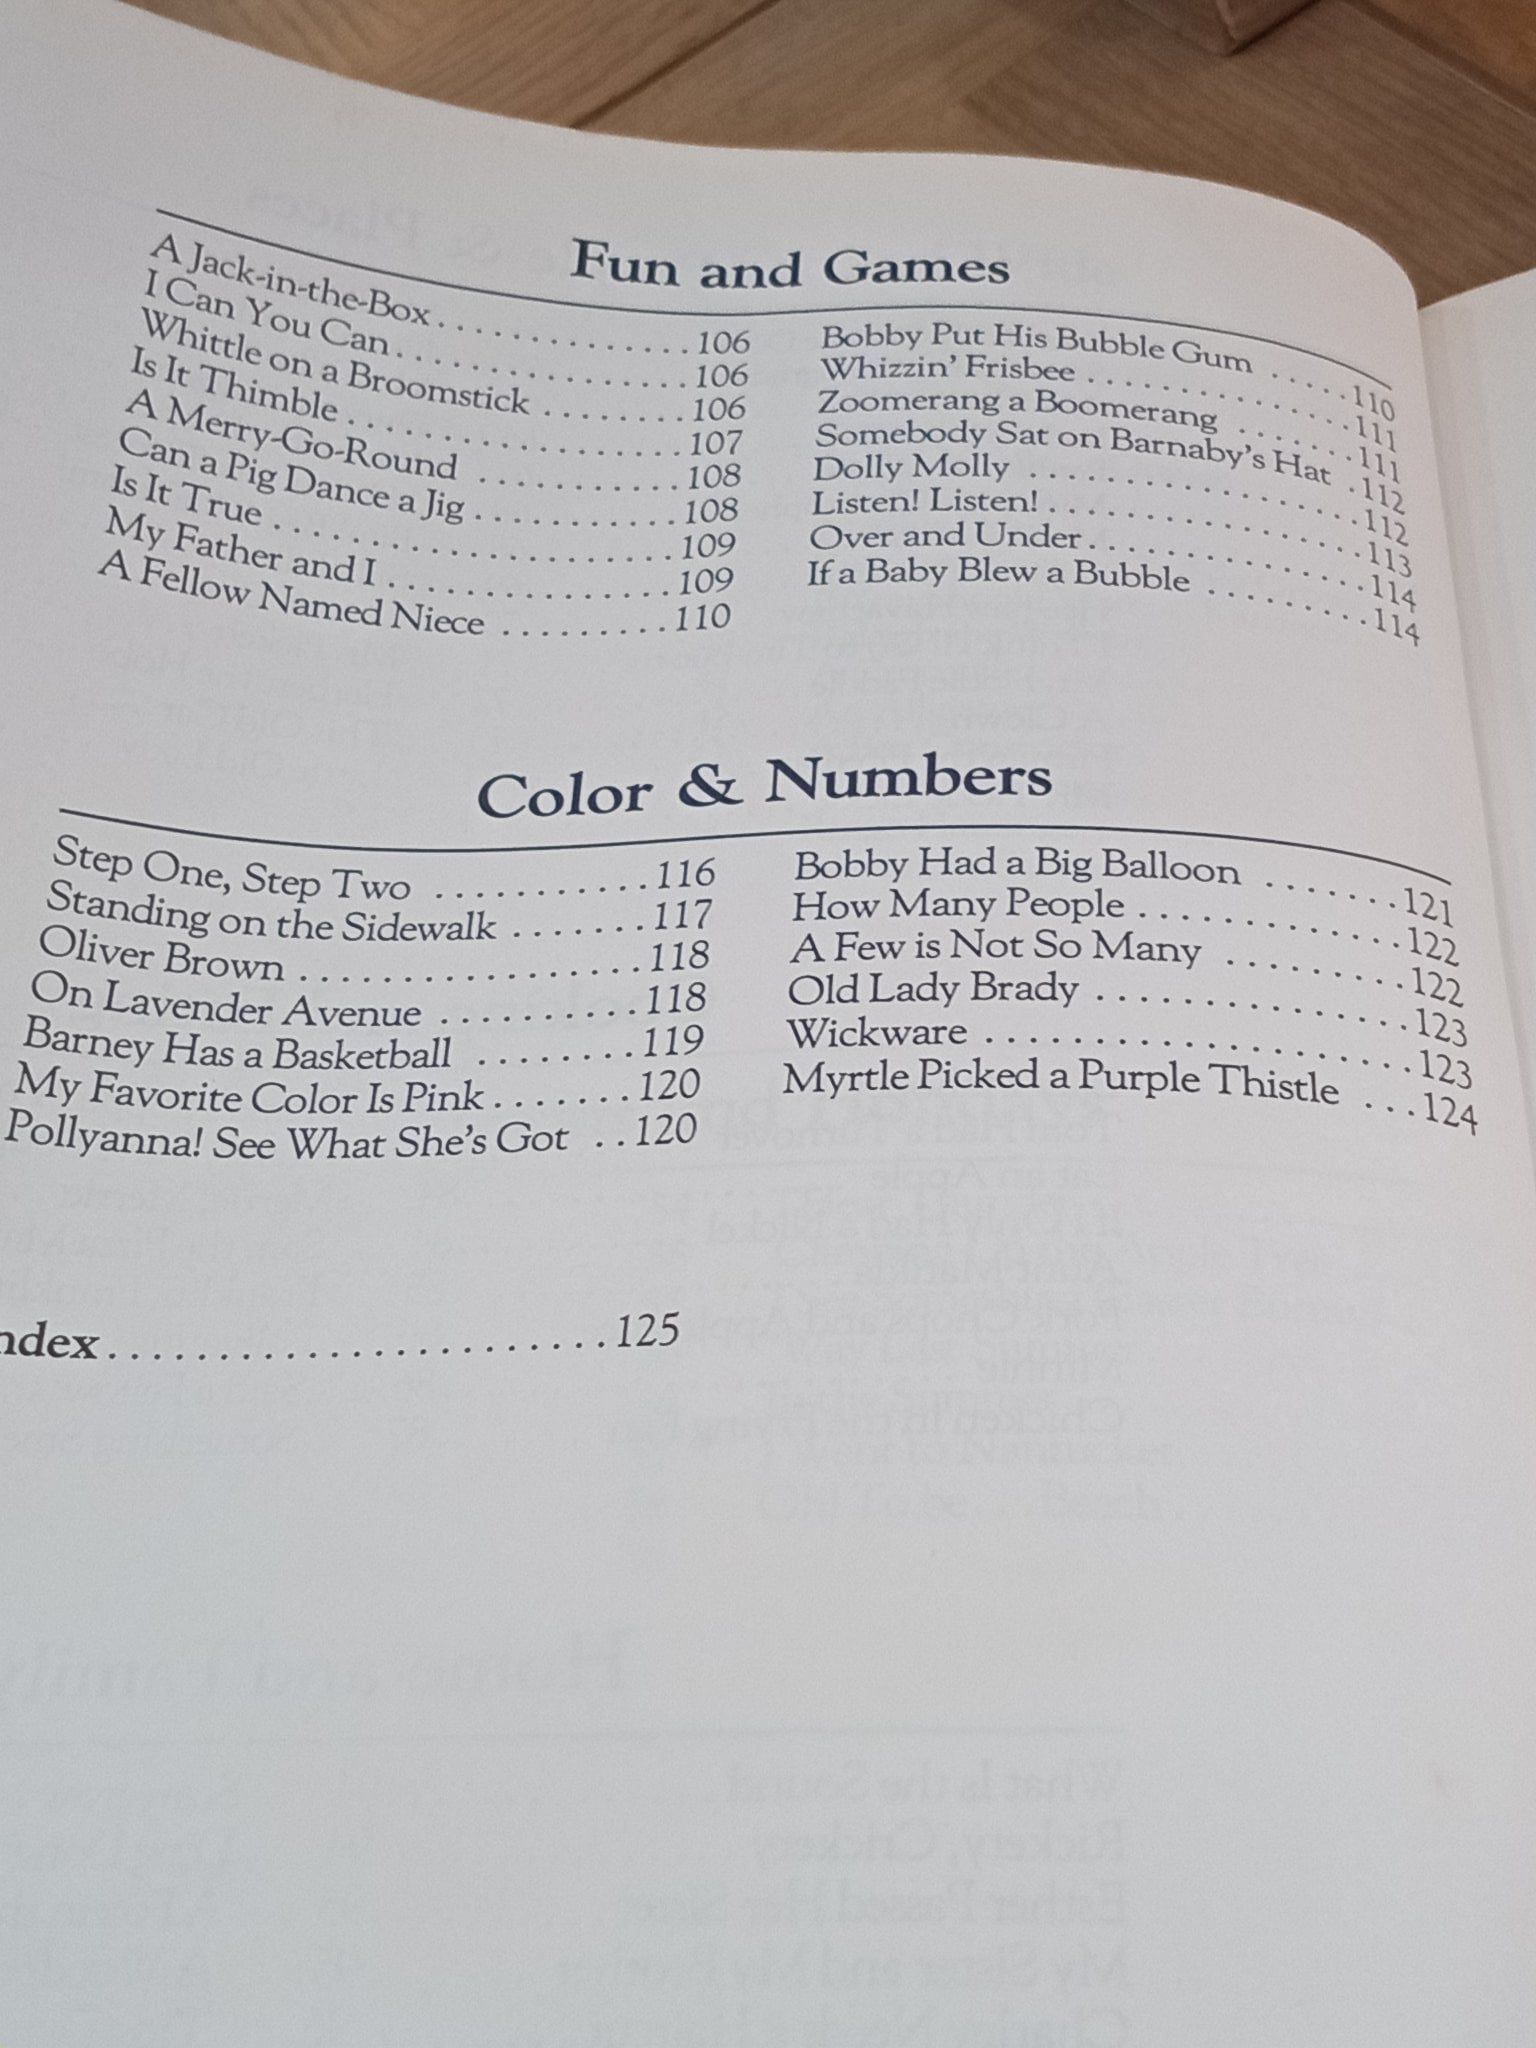 Fun and Games
A Jack-in-the-Box.............106
I Can You Can................106
Whittle on a Broomstick ........106
Is It Thimble..................107
A Merry-Go-Round ...........108
Can a Pig Dance a Jig...........108
Is It True.....................109
My Father and I...............109
A Fellow Named Niece .........110
Bobby Put His Bubble Gum .....110
Whizzin' Frisbee ..............111
Zoomerang a Boomerang .......111
Somebody Sat on Barnaby's Hat .112
Dolly Molly ..................112
Listen! Listen!.................113
Over and Under...............114
If a Baby Blew a Bubble .........114
Color & Numbers
Step One, Step Two ...........116
Standing on the Sidewalk .......117
Oliver Brown .................118
On Lavender Avenue ..........118
Barney Has a Basketball ........119
My Favorite Color Is Pink.......120
Pollyanna! See What She's Got ..120
Bobby Had a Big Balloon .......121
How Many People.............122
A Few is Not So Many .........122
Old Lady Brady ...............123
Wickware ....................123
Myrtle Picked a Purple Thistle ...124
ndex.......................125